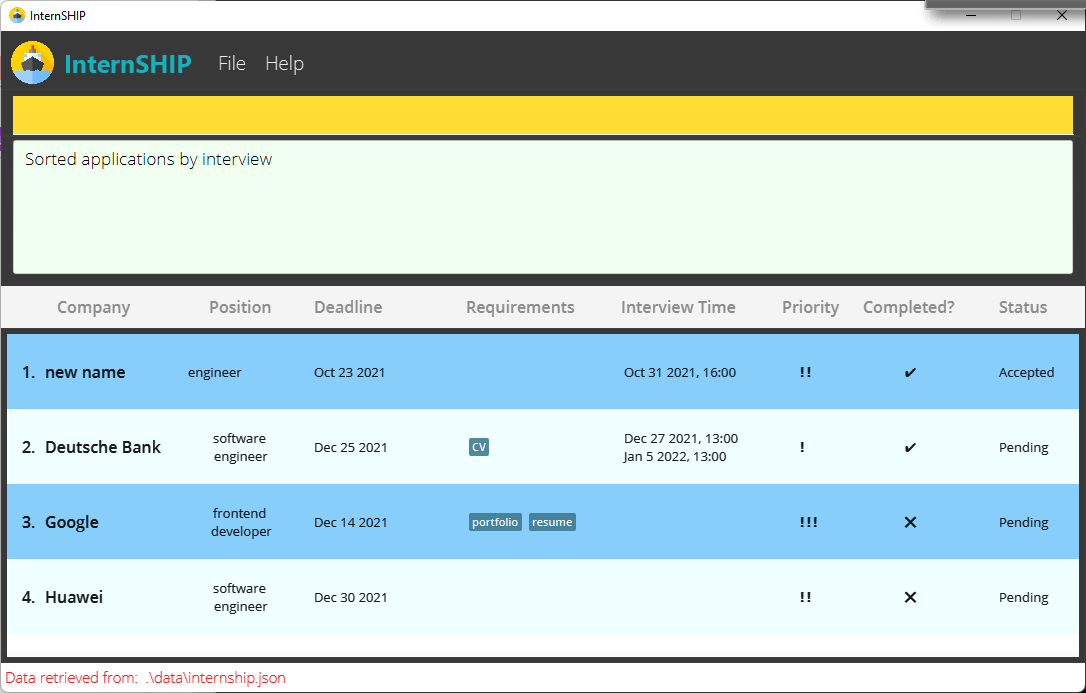 InternSHIP
InternSHIP File Help
Sorted applications by interview
Company Position Deadline Requirements Interview Time Priority Completed? Status
1. new name engineer Oct 23 2021 Oct 31 2021, 16:00 !! ✔ Accepted
2. Deutsche Bank software engineer Dec 25 2021 CV Dec 27 2021, 13:00 Jan 5 2022, 13:00 ! ✔ Pending
3. Google frontend developer Dec 14 2021 portfolio resume !!! ✕ Pending
4. Huawei software engineer Dec 30 2021 !! ✕ Pending
Data retrieved from: .\data\internship.json